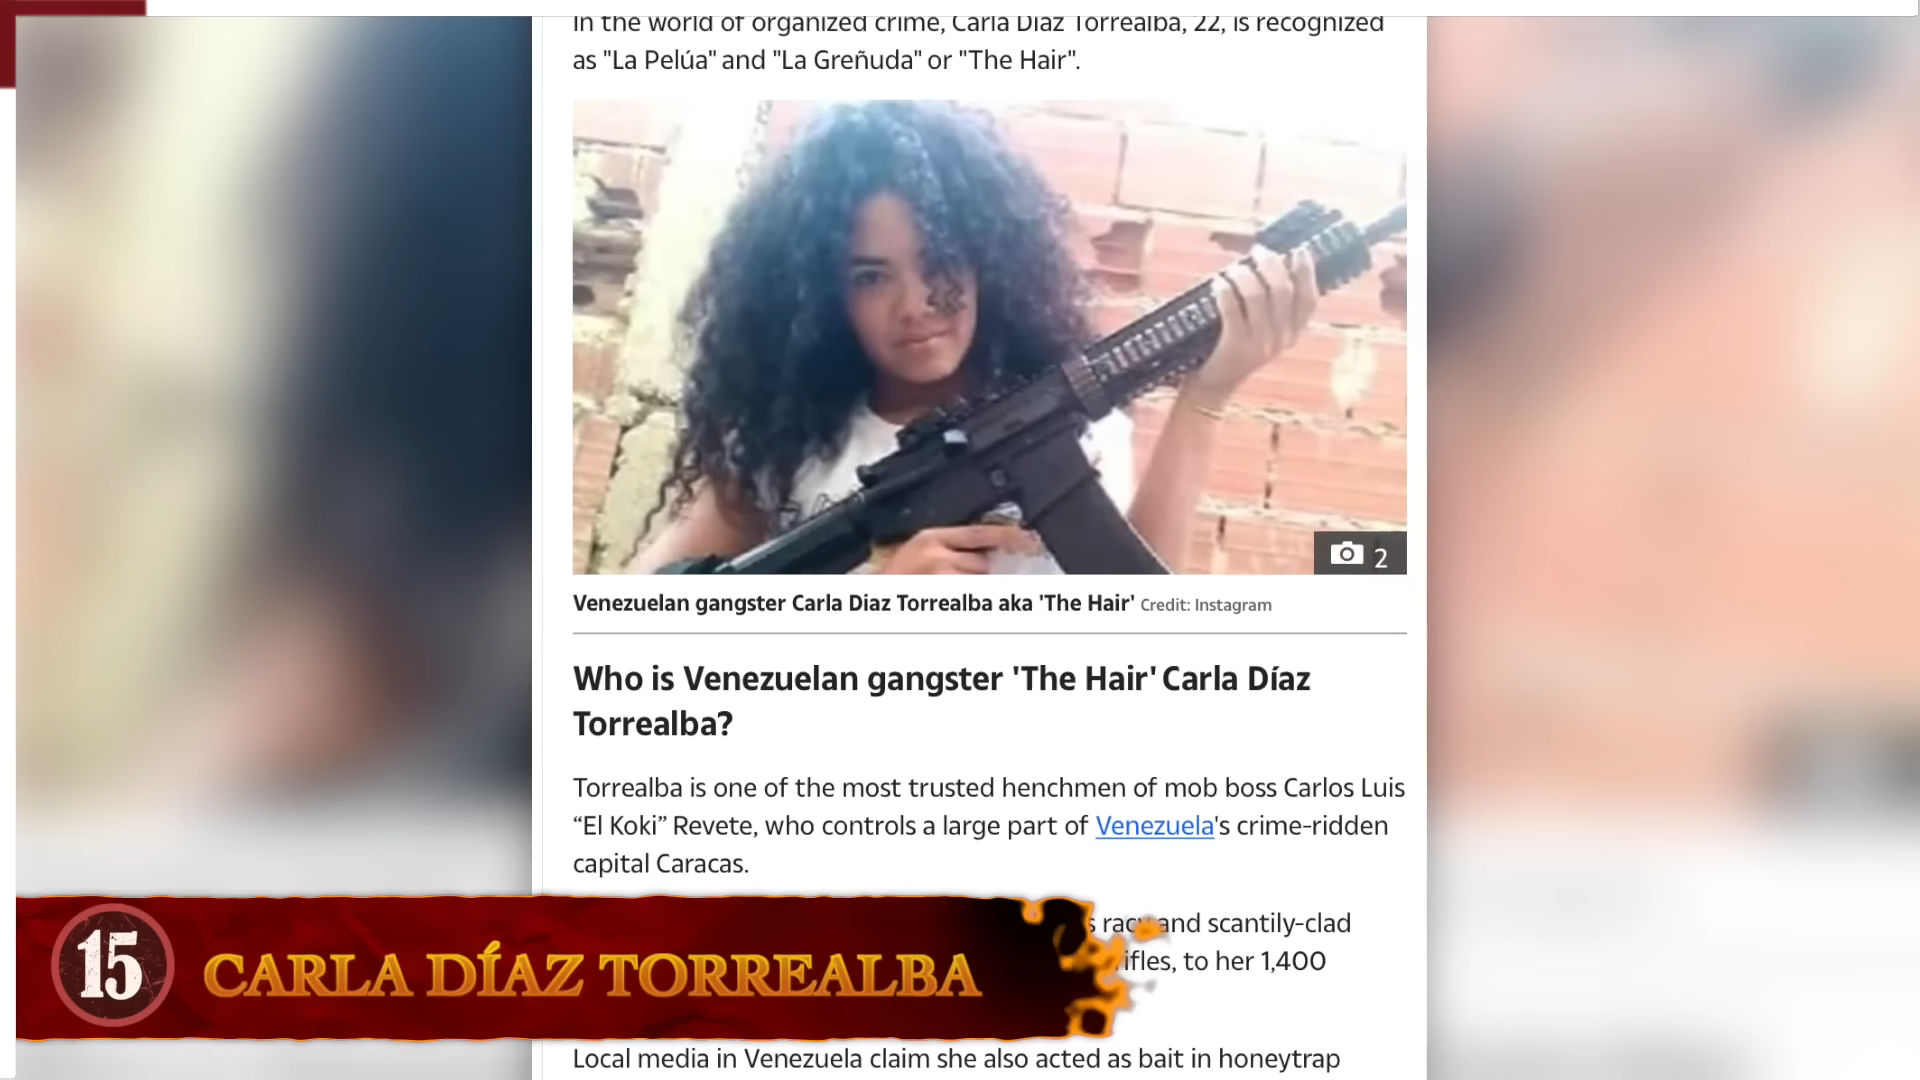 In the world of organized crime, Carla Diaz Torrealba, 22, is recognized
as "La Pelúa" and "La Greñuda" or "The Hair".
2
Venezuelan gangster Carla Diaz Torrealba aka 'The Hair' Credit: Instagram
Who is Venezuelan gangster 'The Hair' Carla Díaz
Torrealba?
Torrealba is one of the most trusted henchmen of mob boss Carlos Luis
“El Koki” Revete, who controls a large part of Venezuela's crime-ridden
capital Caracas.
racy and scantily-clad
to her 1,400
15
CARLA DÍAZ TORREALBA
Local media in Venezuela claim she also acted as bait in honeytrap